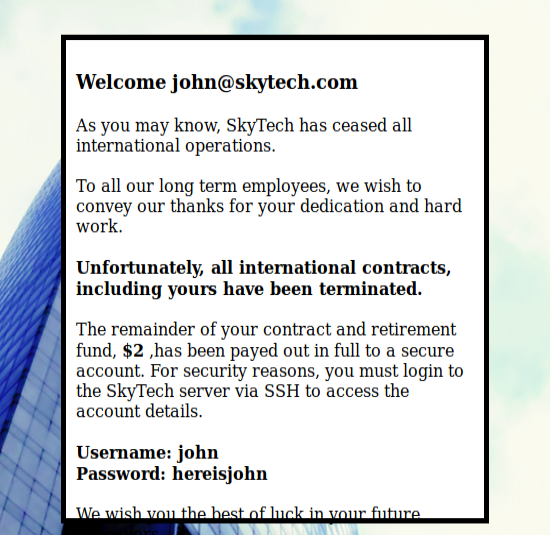 Welcome john@skytech.com
As you may know, SkyTech has ceased all
international operations.
To all our long term employees, we wish to
convey our thanks for your dedication and hard
work.
Unfortunately, all international contracts,
including yours have been terminated.
The remainder of your contract and retirement
fund, $2 ,has been payed out in full to a secure
account. For security reasons, you must login to
the SkyTech server via SSH to access the
account details.
Username: john
Password: hereisjohn
We wish you the best of luck in your future